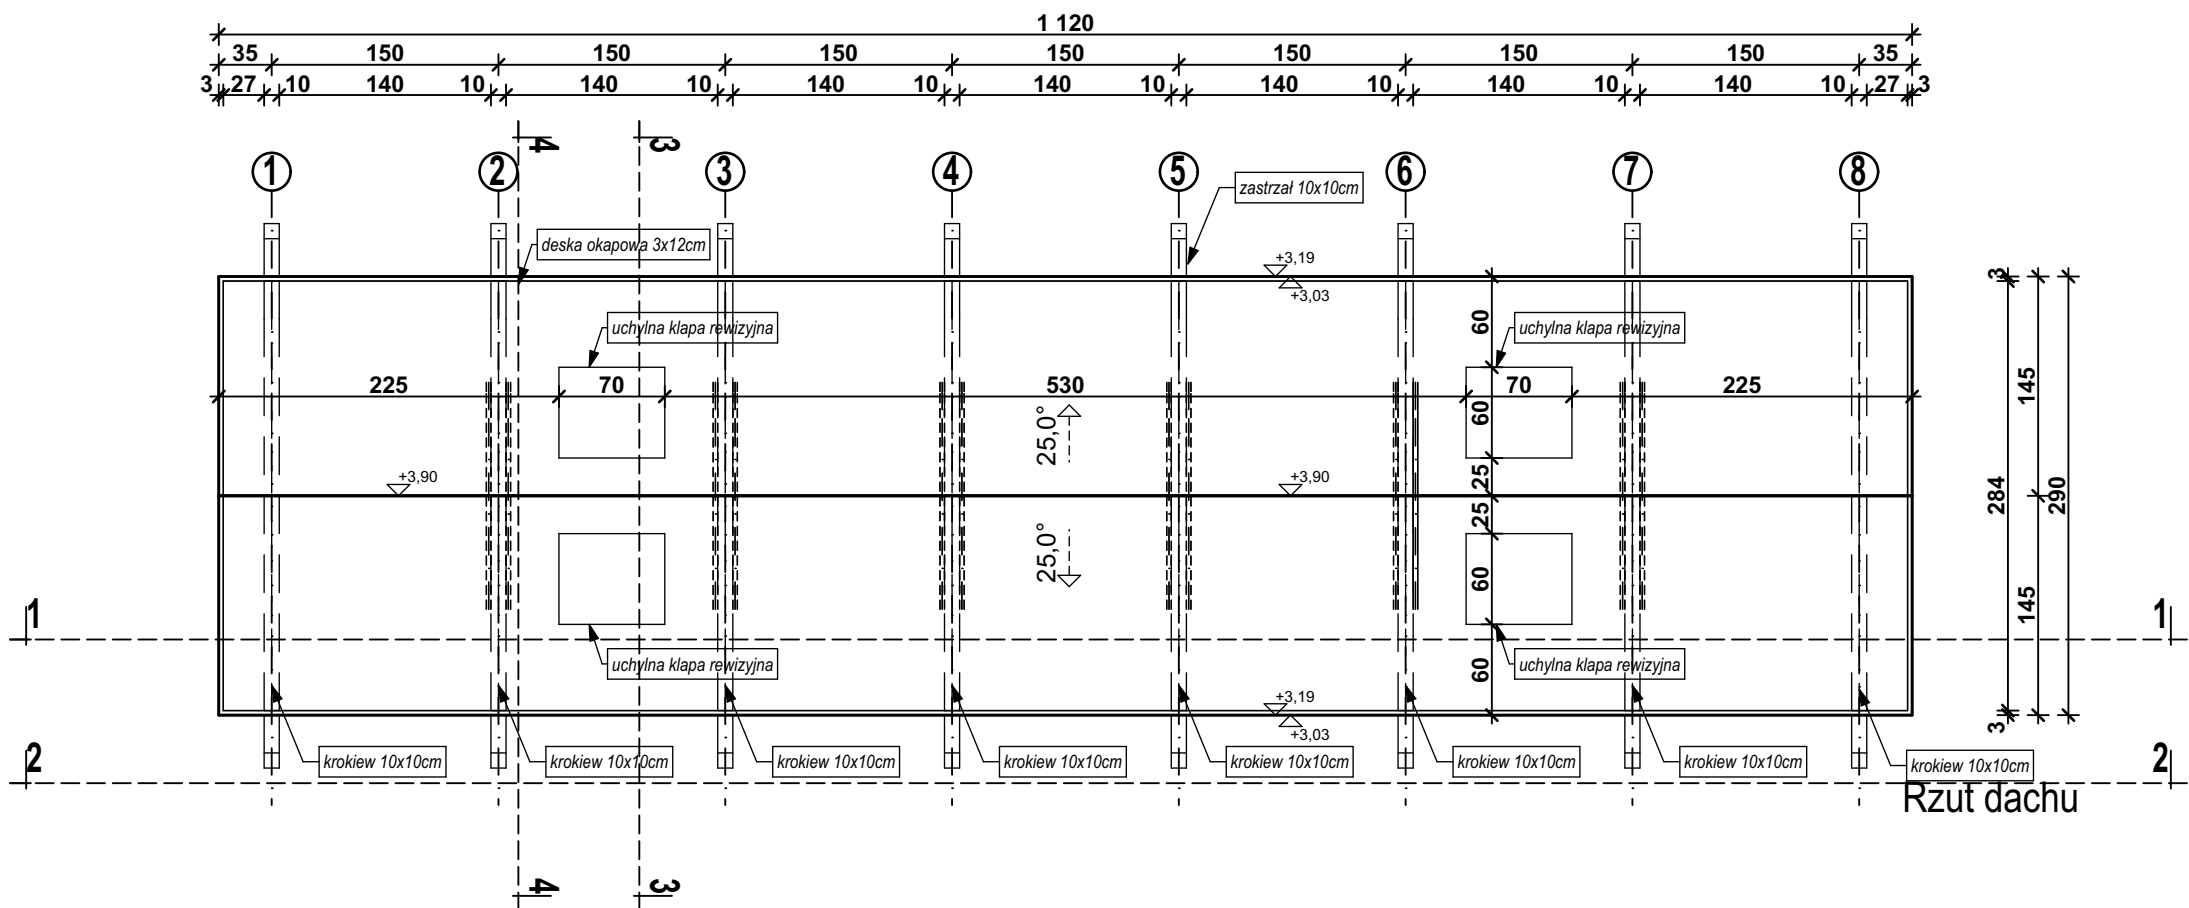 1 120
35 150 150 150 150 150 150 150 35
3 27 10 140 10 140 10 140 10 140 10 140 10 140 10 140 10 27 3
4 3
1 2 3 4 5 6 7 8
zastrzał 10x10cm
deska okapowa 3x12cm
+3,19
+3,03
3
uchylna klapa rewizyjna
60
uchylna klapa rewizyjna
225 70 530 70 225
60
145
25,0°
+3,90
+3,90
25
284
290
25
25,0°
60
145
1 1
uchylna klapa rewizyjna
60
uchylna klapa rewizyjna
+3,19
+3,03
3
2 2
krokiew 10x10cm
krokiew 10x10cm
krokiew 10x10cm
krokiew 10x10cm
krokiew 10x10cm
krokiew 10x10cm
krokiew 10x10cm
krokiew 10x10cm
Rzut dachu
4 3